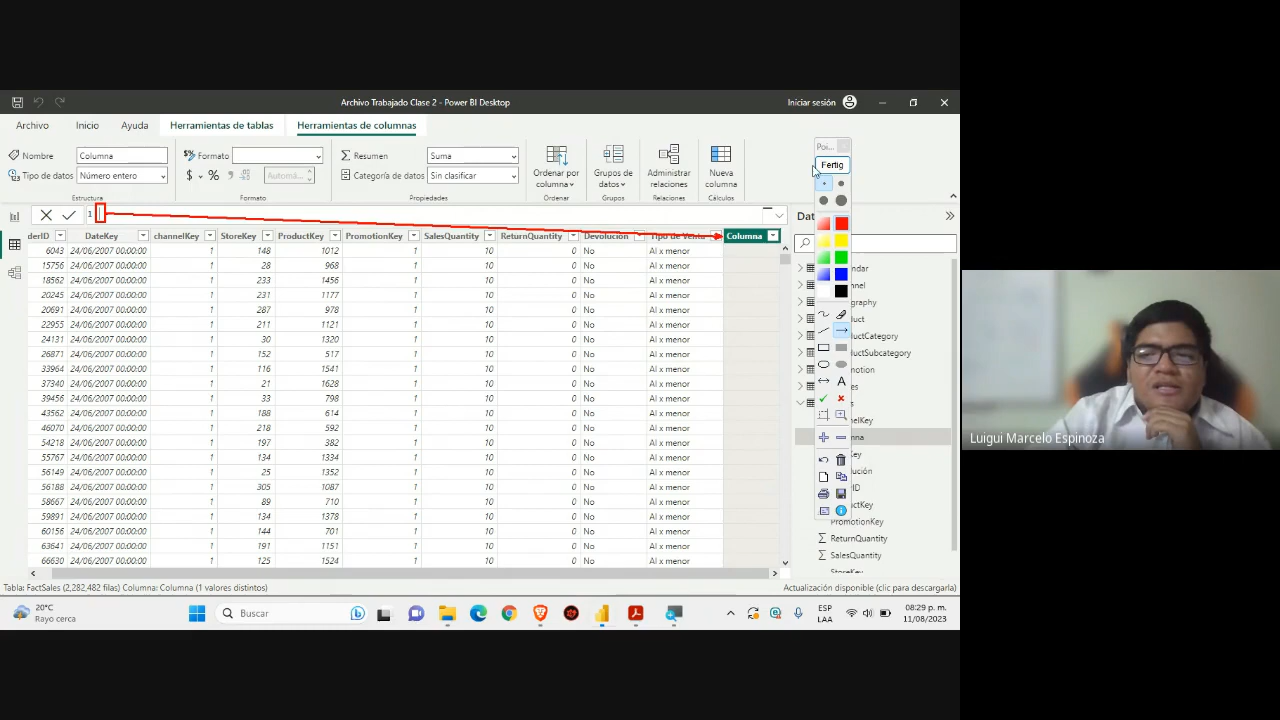 Archivo Trabajado Clase 2 - Power BI Desktop
Iniciar sesión
Archivo
Inicio
Ayuda
Herramientas de tablas
Herramientas de columnas
Poi...
Fertig
Nombre
Columna
Formato
Resumen
Suma
Tipo de datos
Número entero
$
%
Automá...
Categoría de datos
Sin clasificar
Ordenar por columna
Grupos de datos
Administrar relaciones
Nueva columna
Estructura
Formato
Propiedades
Ordenar
Grupos
Relaciones
Cálculos
1
Dat
derID DateKey channelKey StoreKey ProductKey PromotionKey SalesQuantity ReturnQuantity Devolución Tipo de Venta Columna
6043 24/06/2007 00:00:00 1 148 1012 1 10 0 No Al x menor
15756 24/06/2007 00:00:00 1 28 968 1 10 0 No Al x menor
18562 24/06/2007 00:00:00 1 233 1456 1 10 0 No Al x menor
20245 24/06/2007 00:00:00 1 231 1177 1 10 0 No Al x menor
20691 24/06/2007 00:00:00 1 287 978 1 10 0 No Al x menor
22955 24/06/2007 00:00:00 1 211 1121 1 10 0 No Al x menor
24131 24/06/2007 00:00:00 1 30 1320 1 10 0 No Al x menor
26871 24/06/2007 00:00:00 1 152 517 1 10 0 No Al x menor
33964 24/06/2007 00:00:00 1 116 1541 1 10 0 No Al x menor
37340 24/06/2007 00:00:00 1 21 1628 1 10 0 No Al x menor
39456 24/06/2007 00:00:00 1 33 798 1 10 0 No Al x menor
43562 24/06/2007 00:00:00 1 188 614 1 10 0 No Al x menor
46070 24/06/2007 00:00:00 1 218 592 1 10 0 No Al x menor
54218 24/06/2007 00:00:00 1 197 382 1 10 0 No Al x menor
55767 24/06/2007 00:00:00 1 134 1334 1 10 0 No Al x menor
56149 24/06/2007 00:00:00 1 25 1352 1 10 0 No Al x menor
56188 24/06/2007 00:00:00 1 305 1087 1 10 0 No Al x menor
58667 24/06/2007 00:00:00 1 89 710 1 10 0 No Al x menor
59891 24/06/2007 00:00:00 1 134 1378 1 10 0 No Al x menor
60156 24/06/2007 00:00:00 1 144 701 1 10 0 No Al x menor
63641 24/06/2007 00:00:00 1 191 1151 1 10 0 No Al x menor
66630 24/06/2007 00:00:00 1 125 1524 1 10 0 No Al x menor
endar
nnel
graphy
uct
uctCategory
uctSubcategory
notion
es
s
nelKey
nna
Key
lución
ID
uctKey
PromotionKey
ReturnQuantity
SalesQuantity
StoreKey
A
Luigui Marcelo Espinoza
Tabla: FactSales (2,282,482 filas) Columna: Columna (1 valores distintos)
Actualización disponible (clic para descargarla)
20°C
Rayo cerca
Buscar
ESP
LAA
08:29 p. m.
11/08/2023